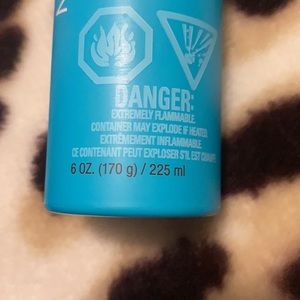 DANGER:
EXTREMELY FLAMMABLE.
CONTAINER MAY EXPLODE IF HEATED.
EXTRÊMEMENT INFLAMMABLE
CE CONTENANT PEUT EXPLOSER S'IL EST CHAUFFÉ.
6 OZ. (170 g) / 225 ml